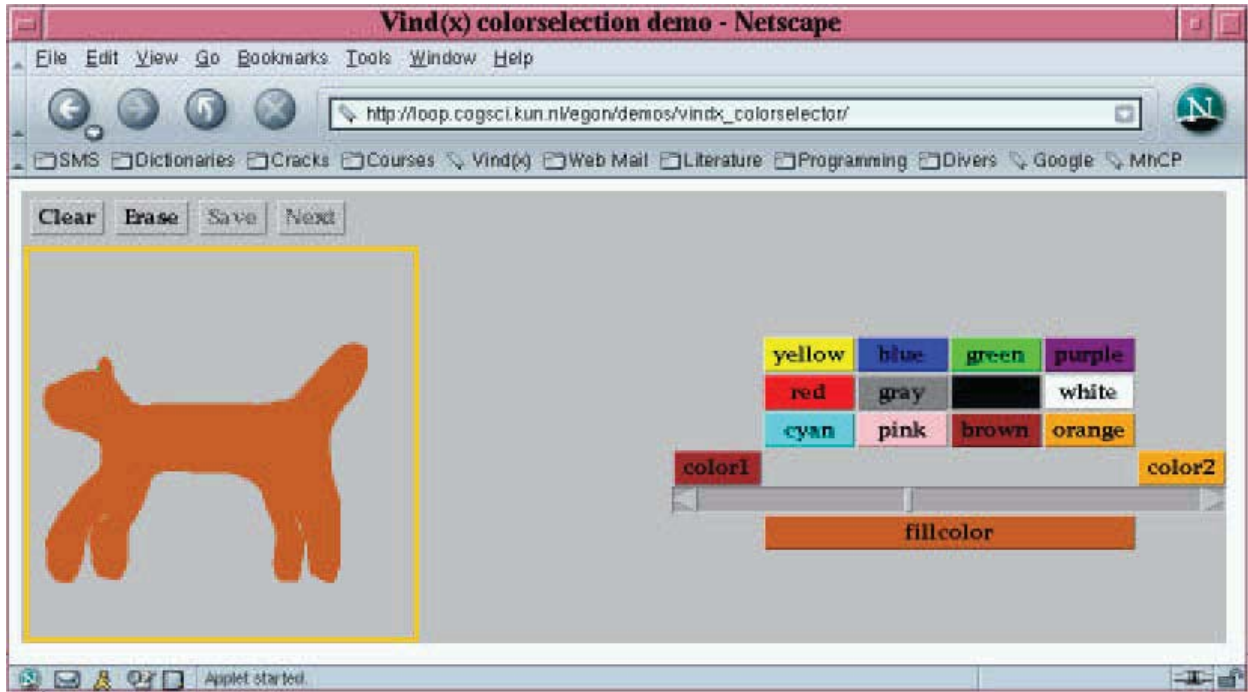 Vind(x) colorselection demo - Netscape
File Edit View Go Bookmarks Tools Window Help
http://loop.cogsci.kun.nl/egon/demos/vindx_colorselector/
N
SMS Dictionaries Cracks Courses Vind(x) Web Mail Literature Programming Divers Google MhCP
Clear Erase Save Next
yellow blue green purple
red gray white
cyan pink brown orange
color1 color2
fillcolor
Applet started.